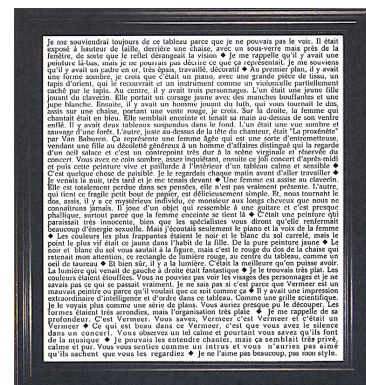 Je me souviendrai toujours de ce tableau parce que je ne pouvais pas le voir. Il était
exposé à hauteur de taille, derrière une chaise, avec un sous-verre mis près de la
fenêtre, de sorte que le reflet dérangeait la vision ◆ Je me rappelle qu'il y avait une
peinture là-bas, mais je ne pourrais pas décrire ce que ça représentait. Je me souviens
qu'il y avait un cadre en or, très épais, travaillé, décoratif ◆ Au premier plan, il y avait
une forme sombre, je crois que c'était un piano, avec une grande pièce de tissu, un
tapis d'orient, qui le recouvrait et un instrument comme un violoncelle partiellement
caché par le tapis. Au centre, il y avait trois personnages. L'un était une jeune fille
jouant du clavecin. Elle portait un corsage jaune avec des manches bouffantes et une
jupe blanche. Ensuite, il y avait un homme jouant du luth, qui vous tournait le dos,
assis sur une chaise, portant une veste rouge, je crois. Sur la droite, la femme qui
chantait était en bleu. Elle semblait enceinte et tenait sa main au-dessus de son ventre
enflé. Il y avait deux tableaux suspendus dans le fond. L'un était une vue sombre et
sauvage d'une forêt. L'autre juste au-dessus de la tête du chanteur, était "La proxénète"
par Van Baburen. Ça représente une femme âgée qui est une sorte d'entremetteuse,
vendant une fille au décolleté généreux à un homme d'affaires distingué qui la regarde
d'un œil salace et c'est un contrepoint très dur à la scène virginale et réservée du
concert. Vous avez ce coin sombre, assez inquiétant, ensuite ce joli concert d'après-midi
et puis cette peinture vive et paillarde à l'intérieur d'un tableau calme et sensible ◆
C'est quelque chose de paisible. Je le regardais chaque matin avant d'aller travailler ◆
Je venais la nuit, très tard et je me tenais devant ◆ Une femme est assise au clavecin.
Elle est totalement perdue dans ses pensées, elle n'est pas vraiment présente. L'autre,
qui tient ce fragile petit bout de papier, est délicieusement simple. Et, nous tournant le
dos, assis, il y a ce mystérieux individu, ce monsieur aux longs cheveux que nous ne
connaîtrons jamais. Il joue d'un objet qui ressemble à une guitare et c'est presque
phallique, surtout parce que la femme enceinte se tient là ◆ C'était une peinture qui
paraissait très innocente, bien que les spécialistes vous diront qu'elle renfermait
beaucoup d'énergie sexuelle. Mais j'écoutais seulement le piano et la voix de la femme
◆ Les couleurs les plus frappantes étaient le noir et le blanc du sol carrelé, mais le
point le plus vif était ce jaune dans l'habit de la fille. De la pure peinture jaune ◆ Le
noir et blanc du sol vous sautait à la figure, mais c'est le rouge du dos de la chaise qui
retenait mon attention, ce rectangle de lumière rouge, au centre du tableau, comme un
oeil de taureau ◆ Et bien sûr, il y a la lumière. C'était la meilleure qu'on puisse avoir.
La lumière qui venait de gauche à droite était fantastique ◆ Je le trouvais très plat. Les
couleurs étaient étouffées. Vous ne pouviez pas voir les visages des personnages et je ne
savais pas ce qui se passait vraiment. Je ne sais pas si c'est parce que Vermeer est un
mauvais peintre ou parce qu'il voulait que ce soit comme ça ◆ Il y avait une impression
extraordinaire d'intelligence et d'ordre dans ce tableau. Comme une grille scientifique.
Je le voyais plus comme une série de plans. Vous auriez presque pu le découper. Les
formes étaient très arrondies, mais l'organisation très plate ◆ Je me rappelle de sa
profondeur. C'est Vermeer. Vous savez, Vermeer c'est Vermeer et c'était ce
Vermeer ◆ Ce qui est beau dans ce Vermeer, c'est que vous avez le silence
dans un concert. Vous observez un tel calme et pourtant vous savez qu'ils font
de la musique ◆ Je pouvais les entendre chanter, mais ça semblait très privé,
calme et pur. Vous vous sentiez comme un intrus et vous n'auriez pas aimé
qu'ils sachent que vous les regardiez ◆ Je ne l'aime pas beaucoup, pas mon style.